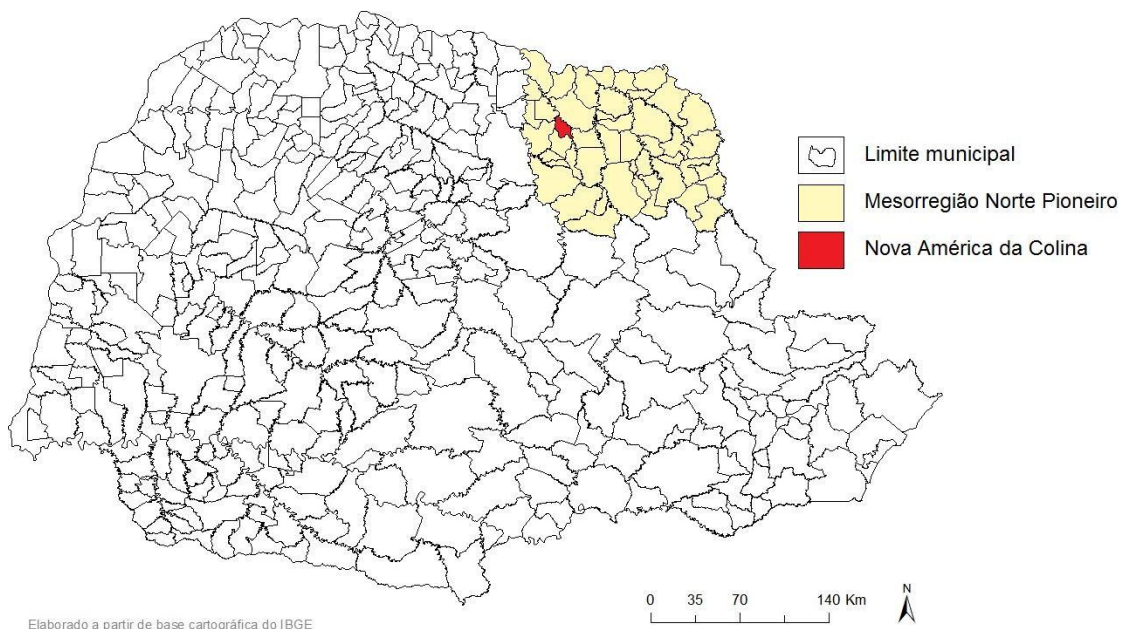 Limite municipal
Mesorregião Norte Pioneiro
Nova América da Colina
N
0 35 70 140 Km
Elaborado a partir de base cartográfica do IBGE